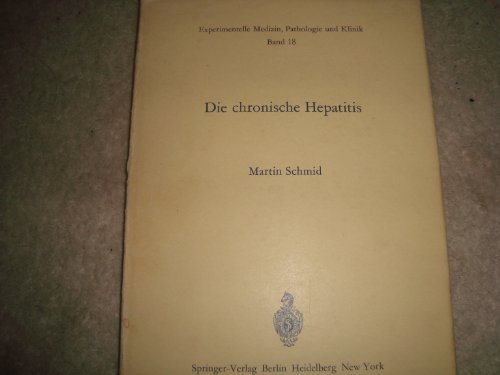 Experimentelle Medizin, Pathologie und Klinik
Band 18
Die chronische Hepatitis
Martin Schmid
Springer-Verlag Berlin Heidelberg New York